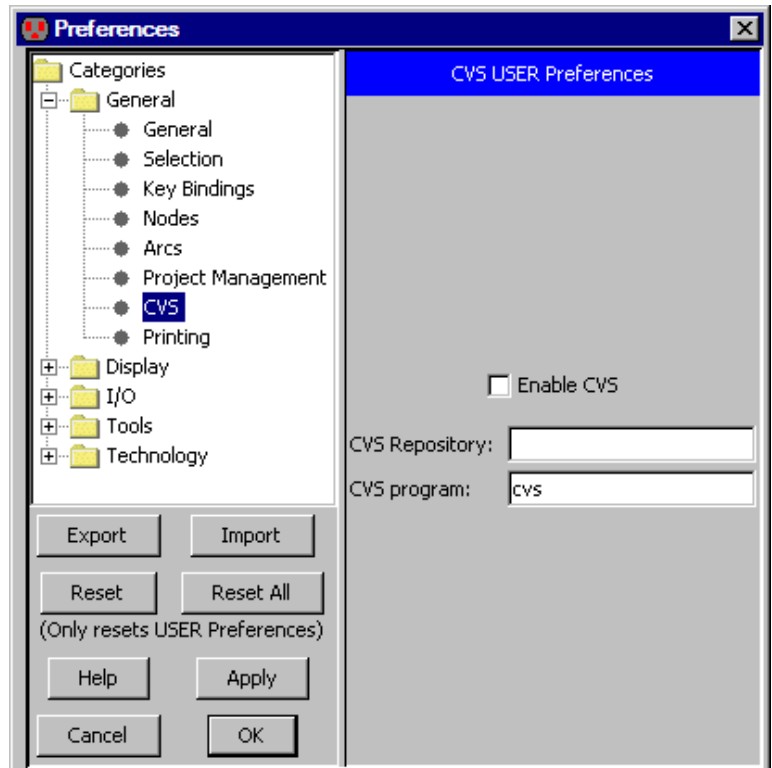 Preferences
Categories
General
General
Selection
Key Bindings
Nodes
Arcs
Project Management
CVS
Printing
Display
I/O
Tools
Technology
Export Import
Reset Reset All
(Only resets USER Preferences)
Help Apply
Cancel OK
CVS USER Preferences
Enable CVS
CVS Repository:
CVS program: cvs